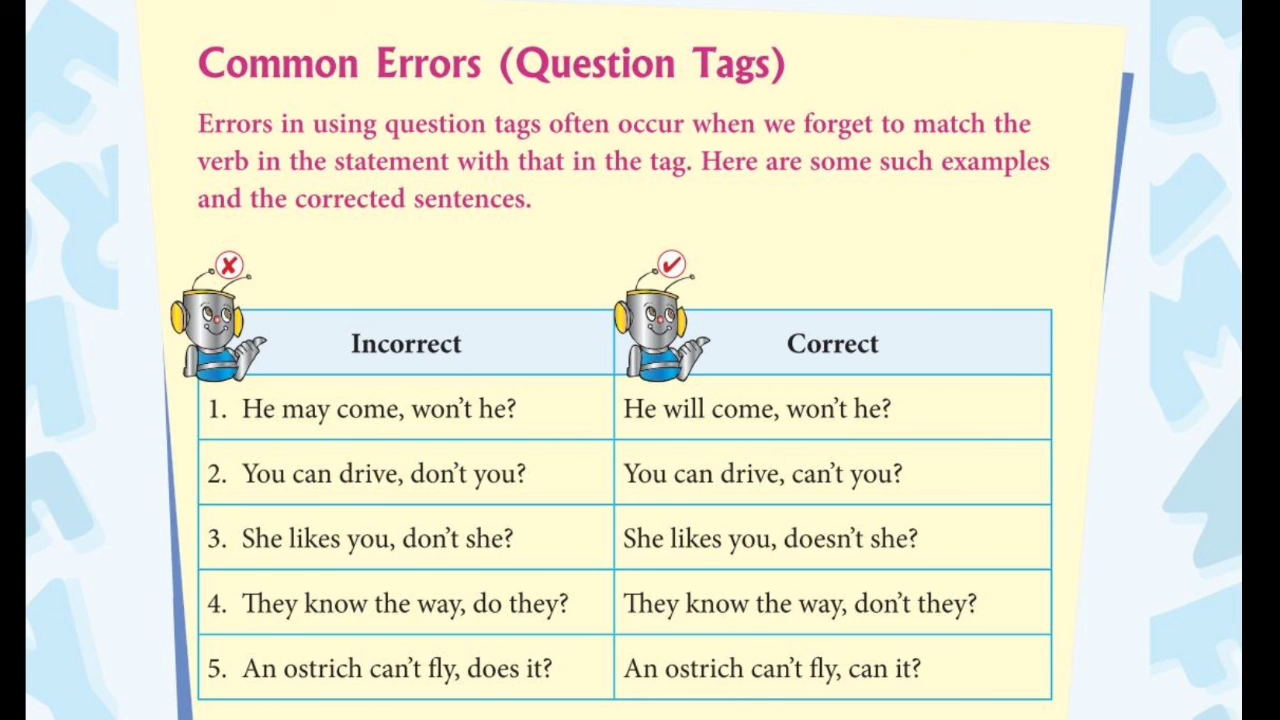 Common Errors (Question Tags)
Errors in using question tags often occur when we forget to match the
verb in the statement with that in the tag. Here are some such examples
and the corrected sentences.
Incorrect Correct
1. He may come, won’t he? He will come, won’t he?
2. You can drive, don’t you? You can drive, can’t you?
3. She likes you, don’t she? She likes you, doesn’t she?
4. They know the way, do they? They know the way, don’t they?
5. An ostrich can’t fly, does it? An ostrich can’t fly, can it?